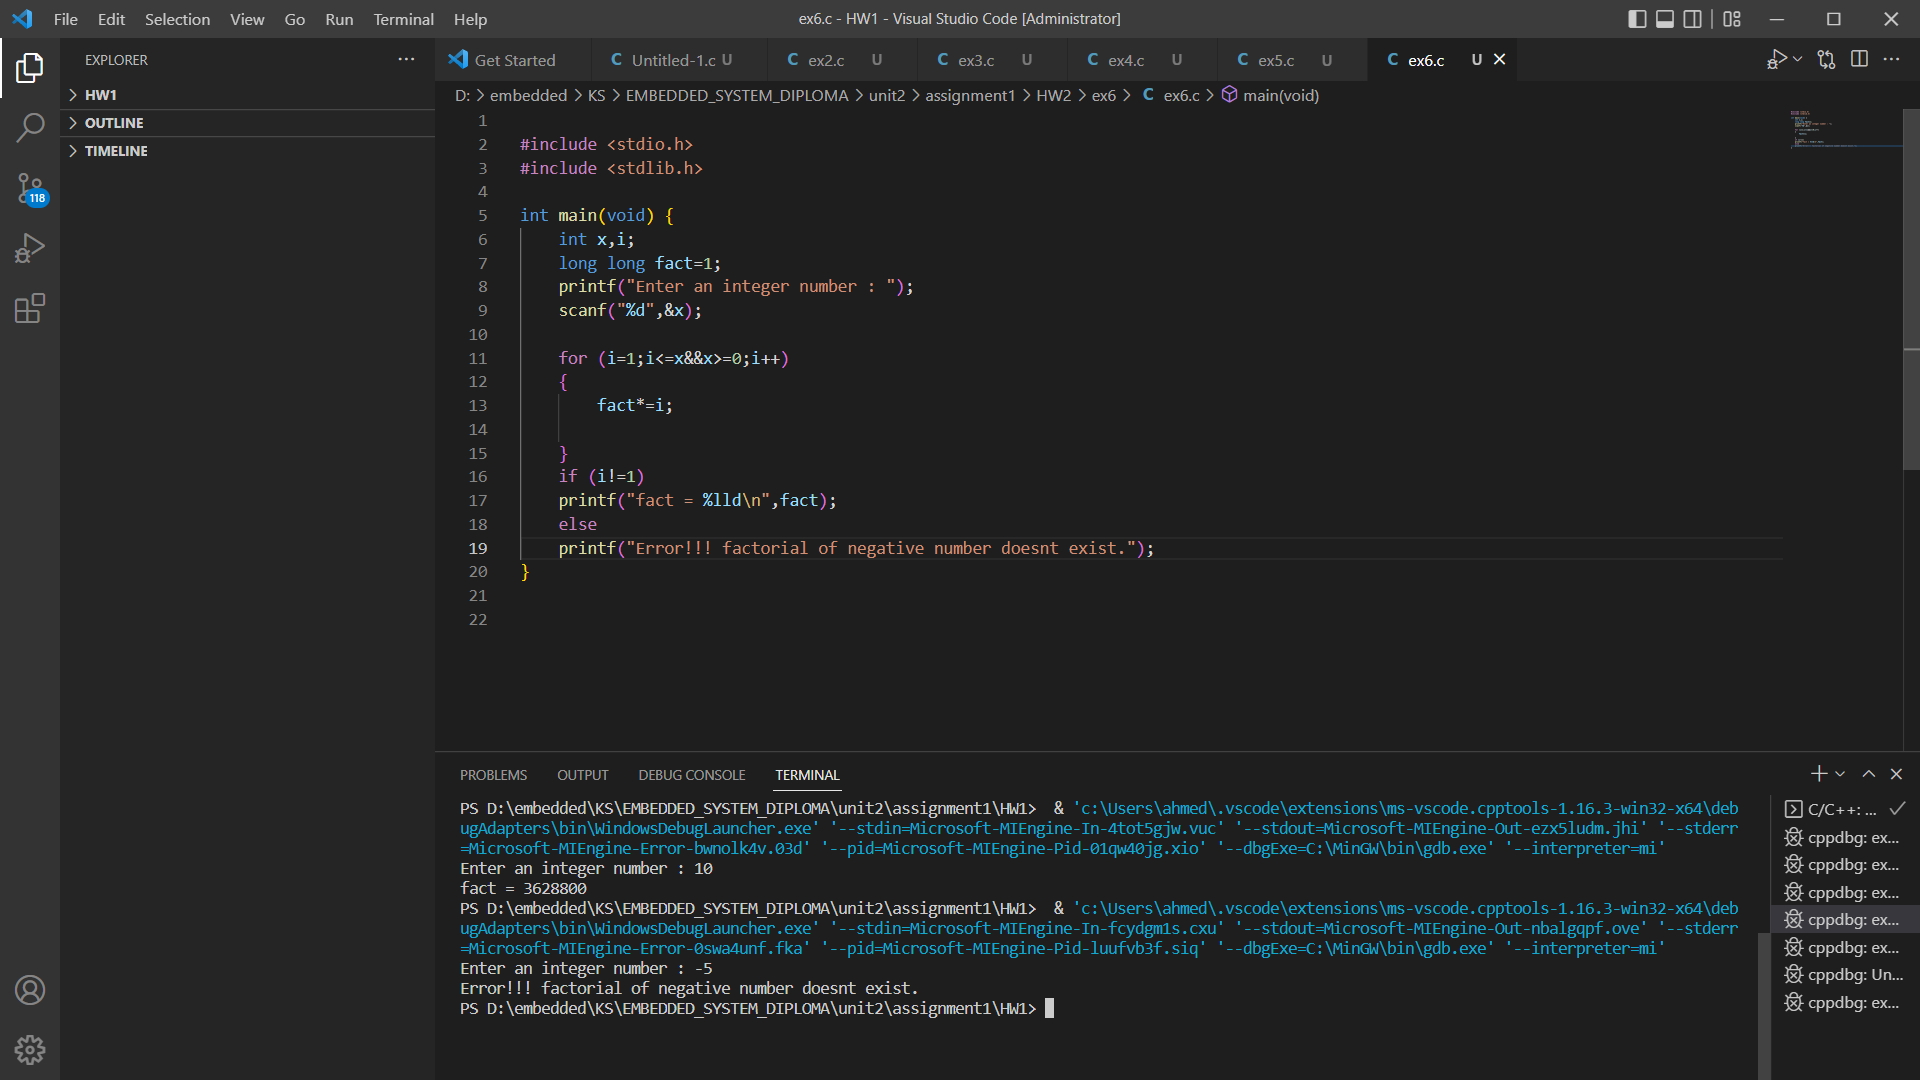 File Edit Selection View Go Run Terminal Help
ex6.c - HW1 - Visual Studio Code [Administrator]
EXPLORER
HW1
OUTLINE
TIMELINE
118
Get Started
Untitled-1.c U
ex2.c U
ex3.c U
ex4.c U
ex5.c U
ex6.c U
D: > embedded > KS > EMBEDDED_SYSTEM_DIPLOMA > unit2 > assignment1 > HW2 > ex6 > C ex6.c > main(void)
1
2 #include <stdio.h>
3 #include <stdlib.h>
4
5 int main(void) {
6 int x,i;
7 long long fact=1;
8 printf("Enter an integer number : ");
9 scanf("%d",&x);
10
11 for (i=1;i<=x&&x>=0;i++)
12 {
13 fact*=i;
14
15 }
16 if (i!=1)
17 printf("fact = %lld\n",fact);
18 else
19 printf("Error!!! factorial of negative number doesnt exist.");
20 }
21
22
PROBLEMS OUTPUT DEBUG CONSOLE TERMINAL
PS D:\embedded\KS\EMBEDDED_SYSTEM_DIPLOMA\unit2\assignment1\HW1> & 'c:\Users\ahmed\.vscode\extensions\ms-vscode.cpptools-1.16.3-win32-x64\deb
ugAdapters\bin\WindowsDebugLauncher.exe' '--stdin=Microsoft-MIEngine-In-4tot5gjw.vuc' '--stdout=Microsoft-MIEngine-Out-ezx5ludm.jhi' '--stderr
=Microsoft-MIEngine-Error-bwnolk4v.03d' '--pid=Microsoft-MIEngine-Pid-01qw40jg.xio' '--dbgExe=C:\MinGW\bin\gdb.exe' '--interpreter=mi'
Enter an integer number : 10
fact = 3628800
PS D:\embedded\KS\EMBEDDED_SYSTEM_DIPLOMA\unit2\assignment1\HW1> & 'c:\Users\ahmed\.vscode\extensions\ms-vscode.cpptools-1.16.3-win32-x64\deb
ugAdapters\bin\WindowsDebugLauncher.exe' '--stdin=Microsoft-MIEngine-In-fcydgm1s.cxu' '--stdout=Microsoft-MIEngine-Out-nbalgqpf.ove' '--stderr
=Microsoft-MIEngine-Error-0swa4unf.fka' '--pid=Microsoft-MIEngine-Pid-luufvb3f.siq' '--dbgExe=C:\MinGW\bin\gdb.exe' '--interpreter=mi'
Enter an integer number : -5
Error!!! factorial of negative number doesnt exist.
PS D:\embedded\KS\EMBEDDED_SYSTEM_DIPLOMA\unit2\assignment1\HW1>
C/C++: ...
cppdbg: ex...
cppdbg: ex...
cppdbg: ex...
cppdbg: ex...
cppdbg: ex...
cppdbg: Un...
cppdbg: ex...